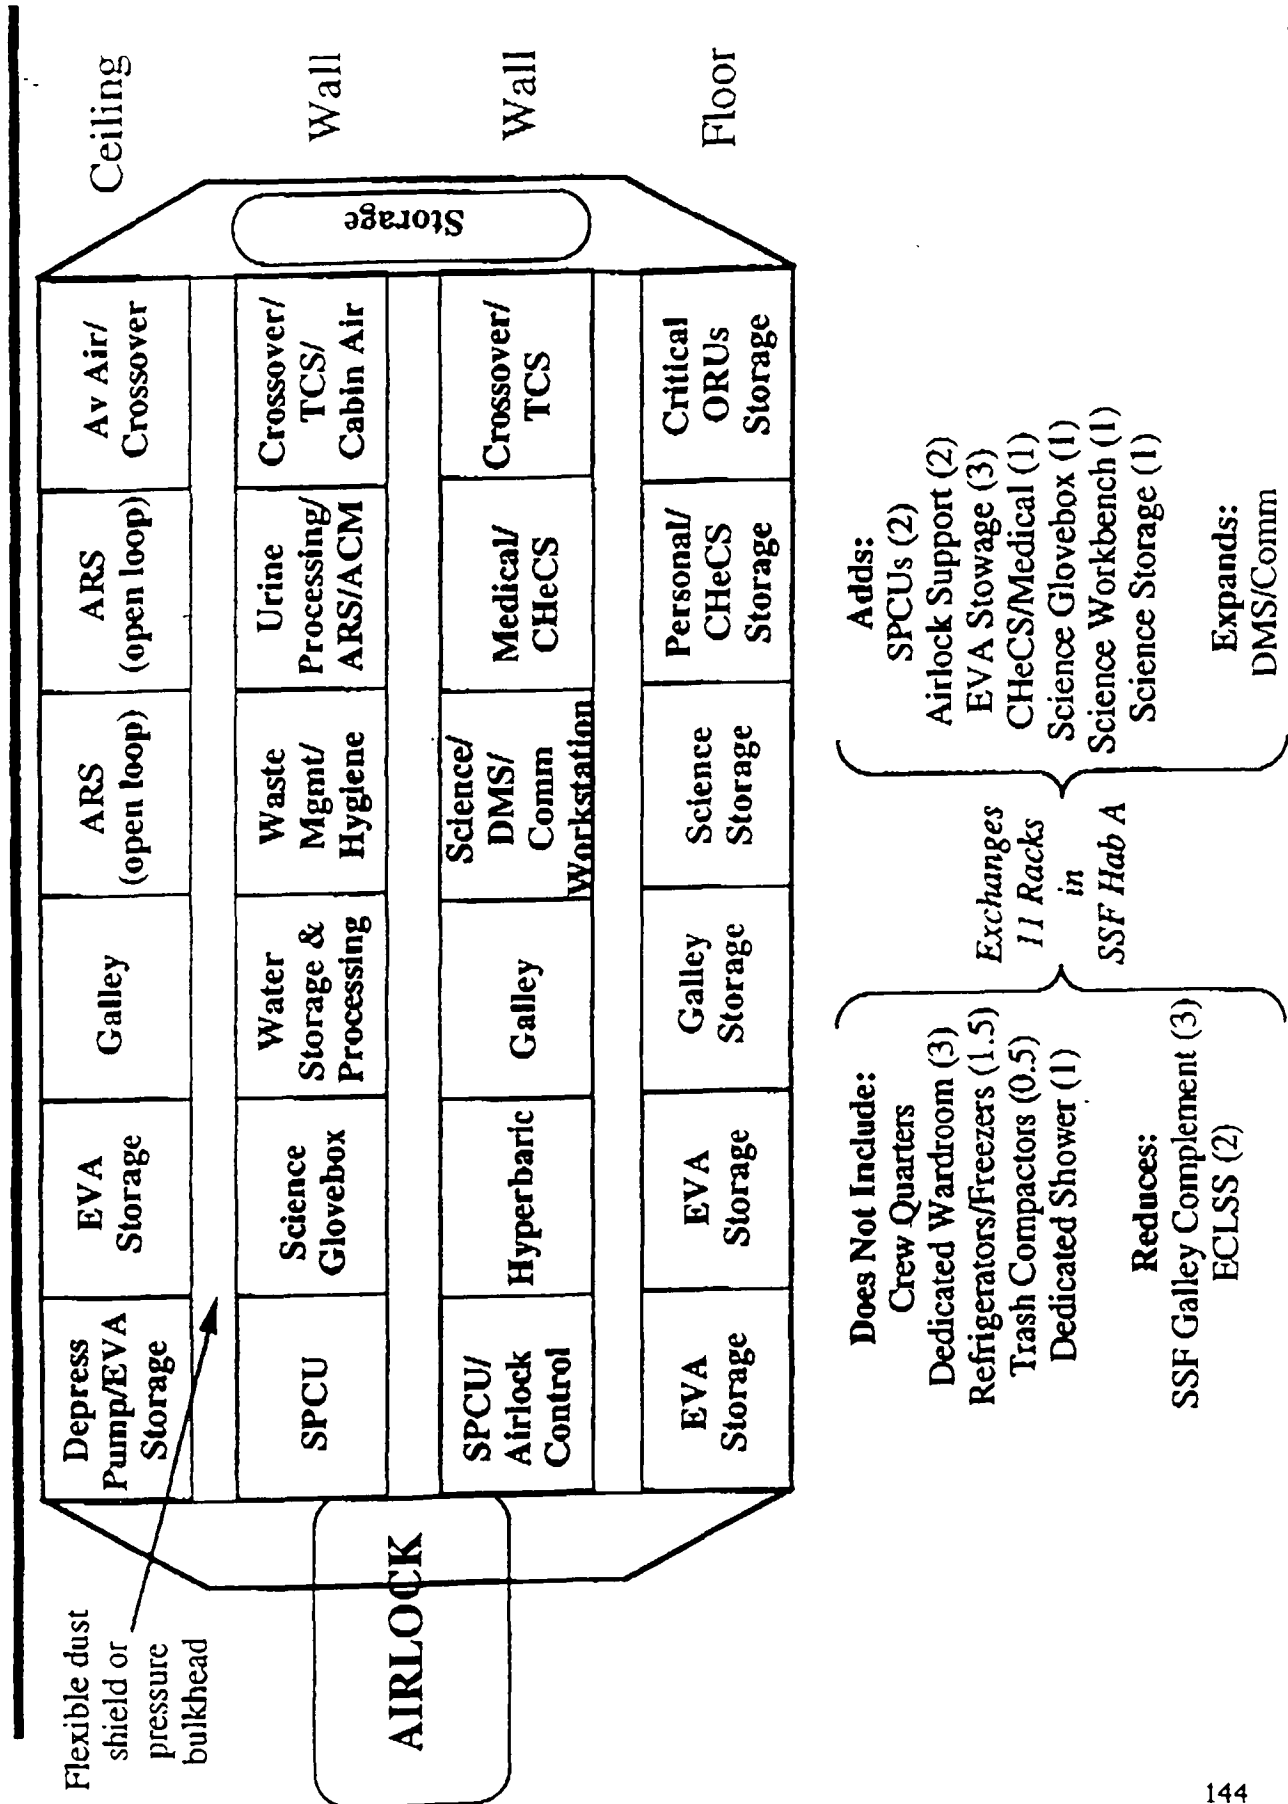 Flexible dust
shield or
pressure
bulkhead
AIRLOCK
Depress
Pump/EVA
Storage
EVA
Storage
Galley
ARS
(open loop)
ARS
(open loop)
Av Air/
Crossover
Ceiling
SPCU
Science
Glovebox
Water
Storage &
Processing
Waste
Mgmt/
Hygiene
Urine
Processing/
ARS/ACM
Crossover/
TCS/
Cabin Air
Wall
SPCU/
Airlock
Control
Hyperbaric
Galley
Science/
DMS/
Comm
Workstation
Medical/
CHeCS
Crossover/
TCS
Wall
EVA
Storage
EVA
Storage
Galley
Storage
Science
Storage
Personal/
CHeCS
Storage
Critical
ORUs
Storage
Floor
Storage
Does Not Include:
Crew Quarters
Dedicated Wardroom (3)
Refrigerators/Freezers (1.5)
Trash Compactors (0.5)
Dedicated Shower (1)
Reduces:
SSF Galley Complement (3)
ECLSS (2)
Exchanges
11 Racks
in
SSF Hab A
Adds:
SPCUs (2)
Airlock Support (2)
EVA Stowage (3)
CHeCS/Medical (1)
Science Glovebox (1)
Science Workbench (1)
Science Storage (1)
Expands:
DMS/Comm
144